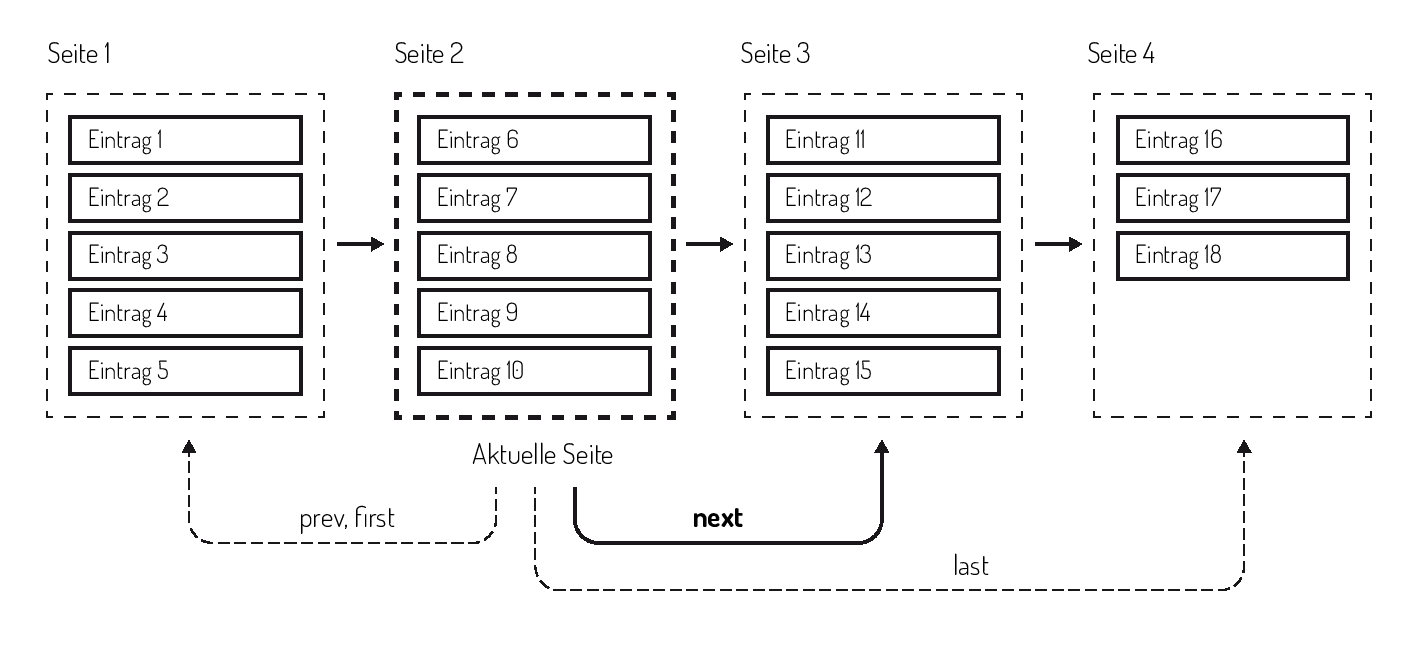 Seite 1
Eintrag 1
Eintrag 2
Eintrag 3
Eintrag 4
Eintrag 5
Seite 2
Eintrag 6
Eintrag 7
Eintrag 8
Eintrag 9
Eintrag 10
Seite 3
Eintrag 11
Eintrag 12
Eintrag 13
Eintrag 14
Eintrag 15
Seite 4
Eintrag 16
Eintrag 17
Eintrag 18
Aktuelle Seite
prev, first
next
last